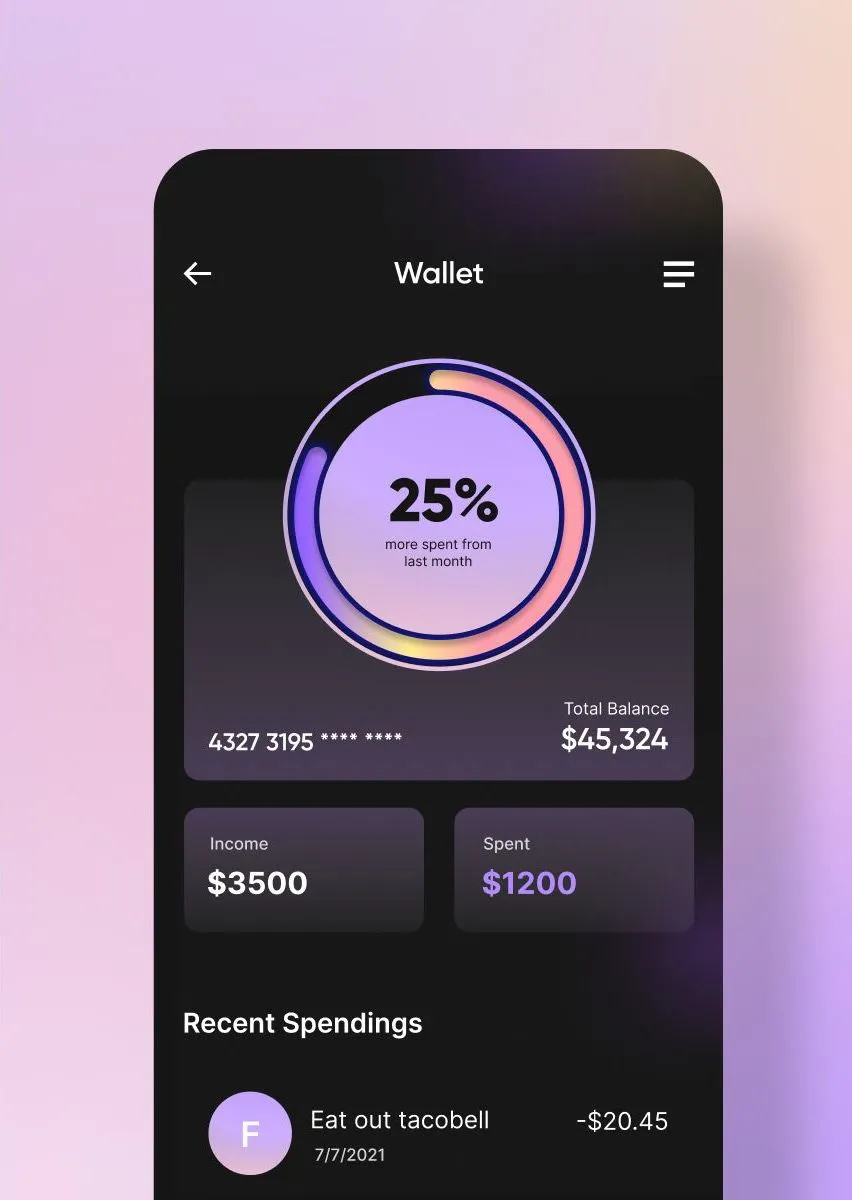 Wallet
25%
more spent from
last month
Total Balance
4327 3195 **** ****
$45,324
Income
$3500
Spent
$1200
Recent Spendings
F
Eat out tacobell
-$20.45
7/7/2021